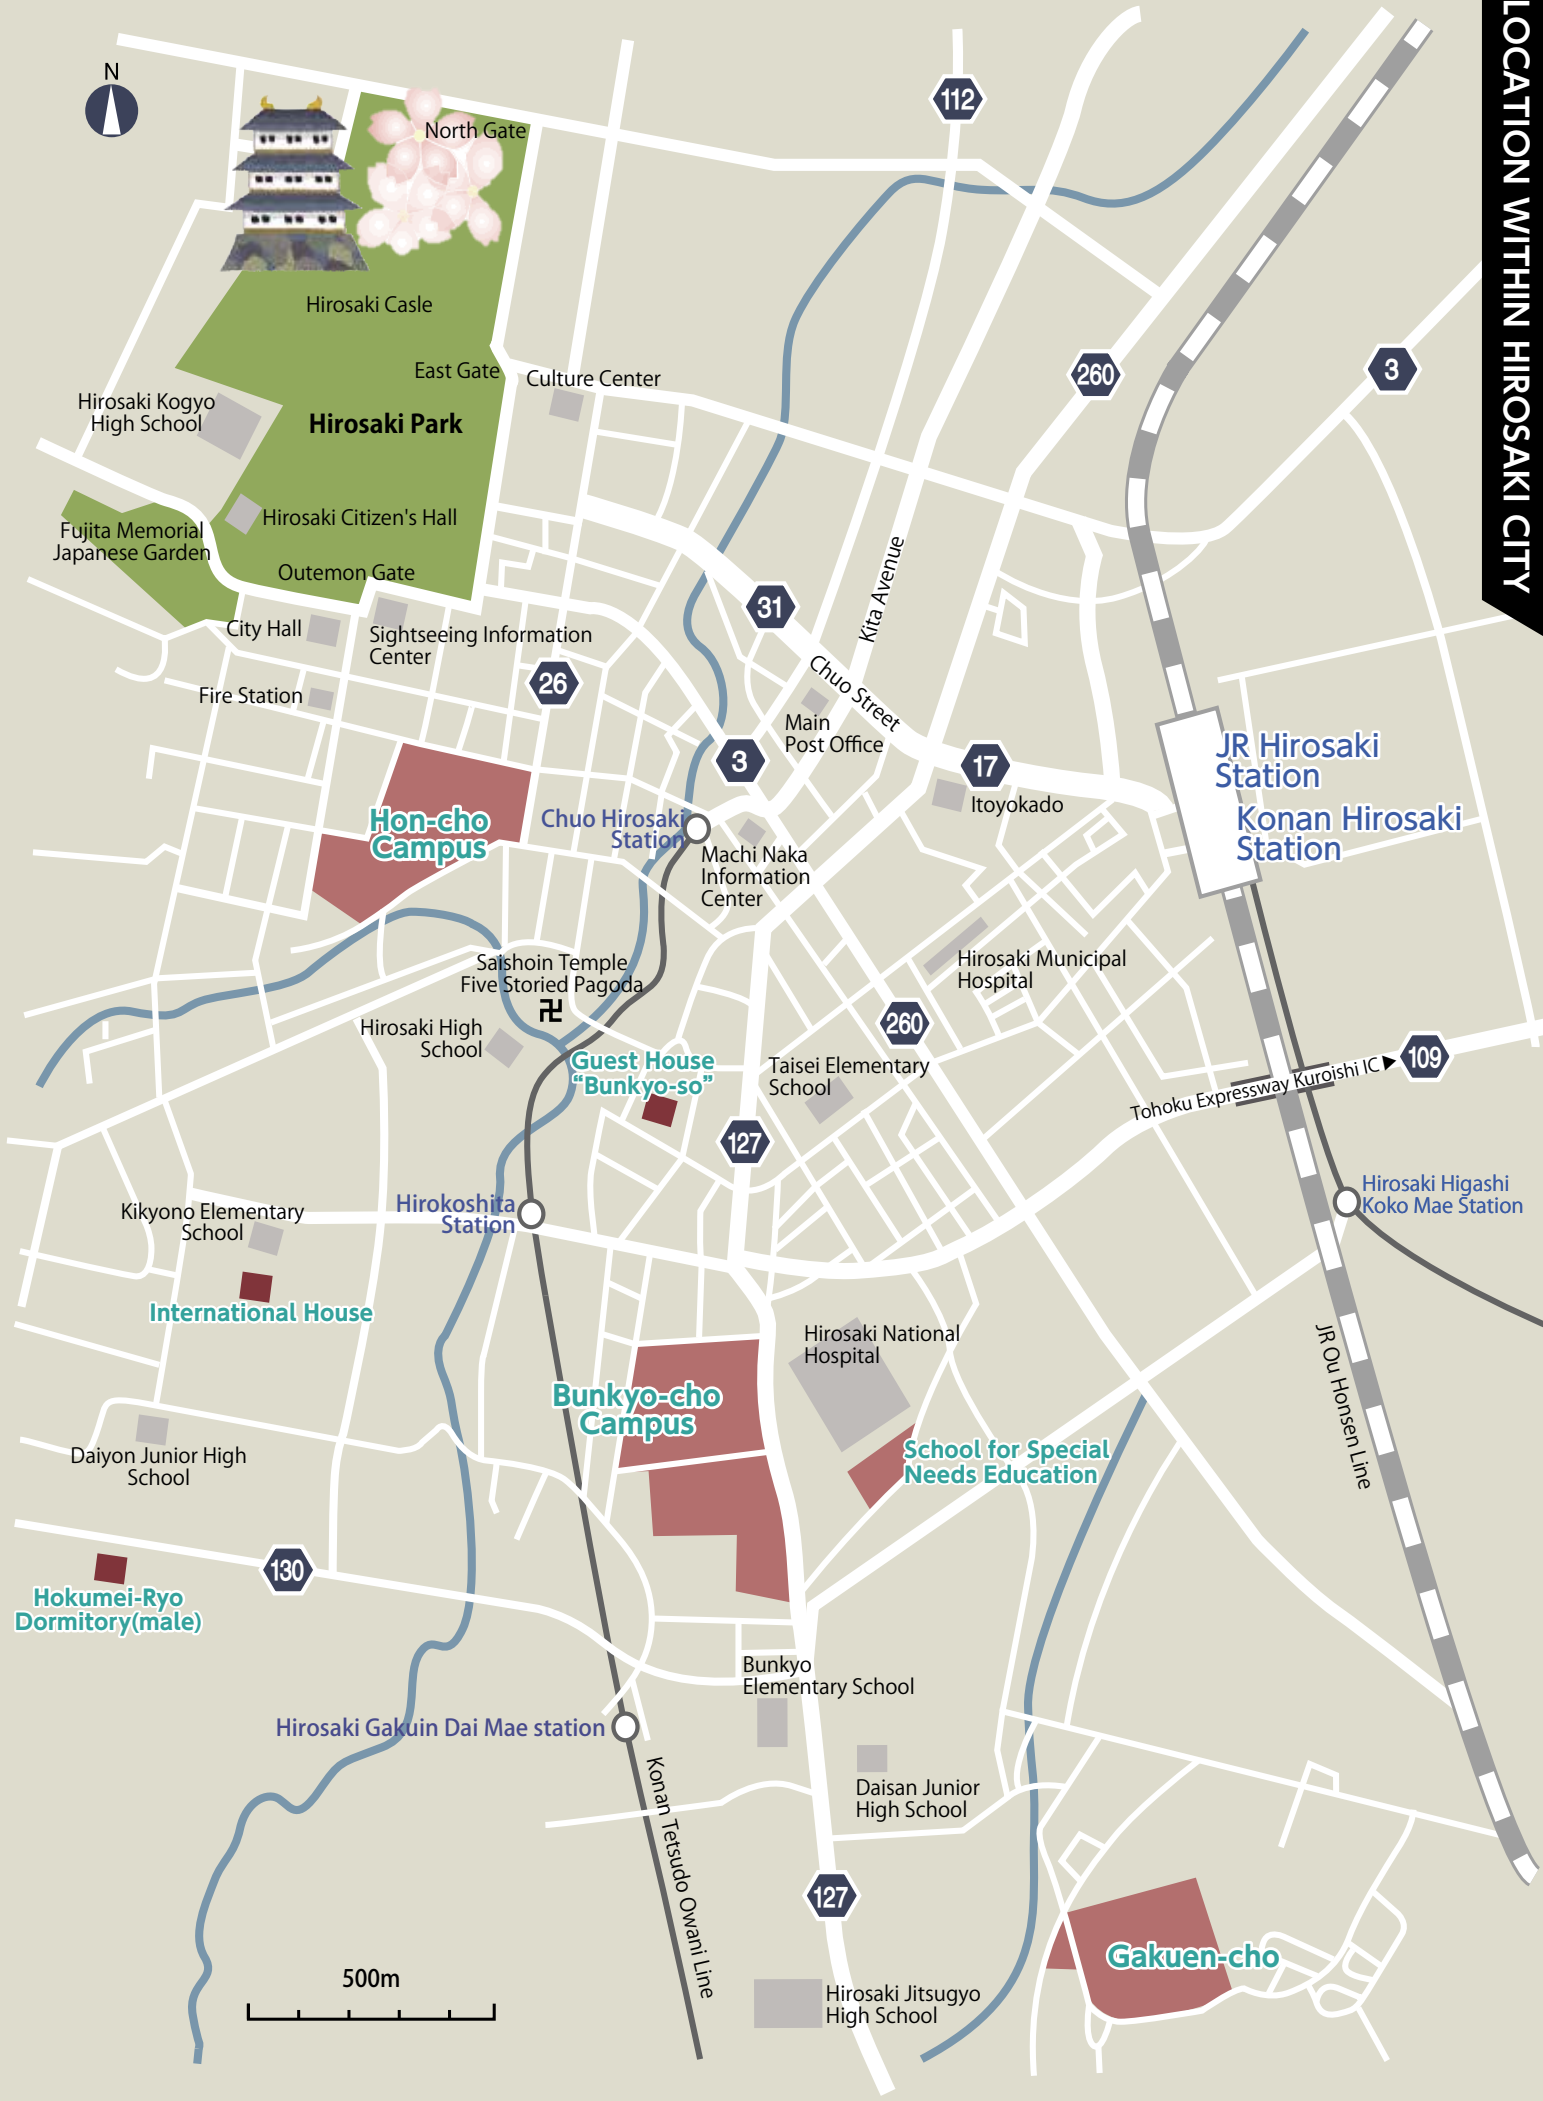 LOCATION WITHIN HIROSAKI CITY
N
North Gate
112
Hirosaki Casle
260
3
East Gate
Culture Center
Hirosaki Kogyo
High School
Hirosaki Park
Hirosaki Citizen's Hall
Fujita Memorial
Japanese Garden
Outemon Gate
Kita Avenue
31
City Hall
Sightseeing Information
Center
26
Chuo Street
Fire Station
Main
Post Office
3
17
JR Hirosaki
Station
Itoyokado
Konan Hirosaki
Station
Hon-cho
Campus
Chuo Hirosaki
Station
Machi Naka
Information
Center
Saishoin Temple
Five Storied Pagoda
卍
Hirosaki Municipal
Hospital
Hirosaki High
School
260
Guest House
“Bunkyo-so”
Taisei Elementary
School
Tohoku Expressway Kuroishi IC ▶
109
127
Kikyono Elementary
School
Hirokoshita
Station
Hirosaki Higashi
Koko Mae Station
International House
Hirosaki National
Hospital
JR Ou Honsen Line
Bunkyo-cho
Campus
School for Special
Needs Education
Daiyon Junior High
School
130
Hokumei-Ryo
Dormitory(male)
Bunkyo
Elementary School
Hirosaki Gakuin Dai Mae station
Konan Tetsudo Owani Line
Daisan Junior
High School
127
Gakuen-cho
500m
Hirosaki Jitsugyo
High School